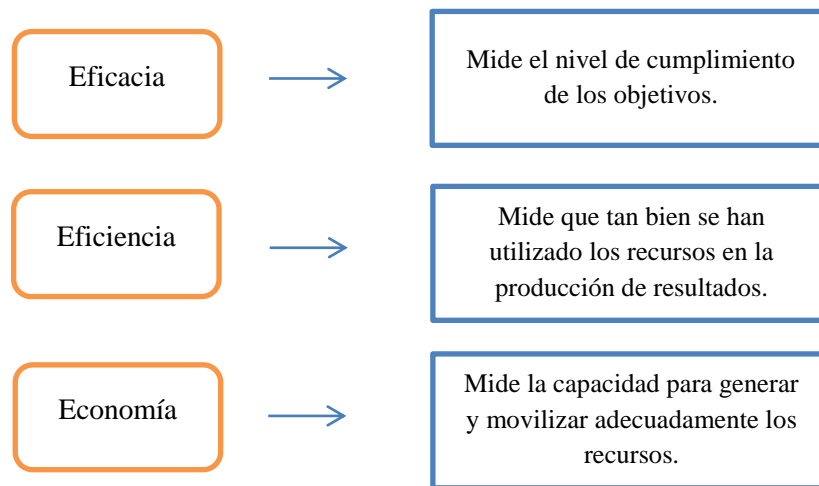 Eficacia
Mide el nivel de cumplimiento
de los objetivos.
Eficiencia
Mide que tan bien se han
utilizado los recursos en la
producción de resultados.
Economía
Mide la capacidad para generar
y movilizar adecuadamente los
recursos.